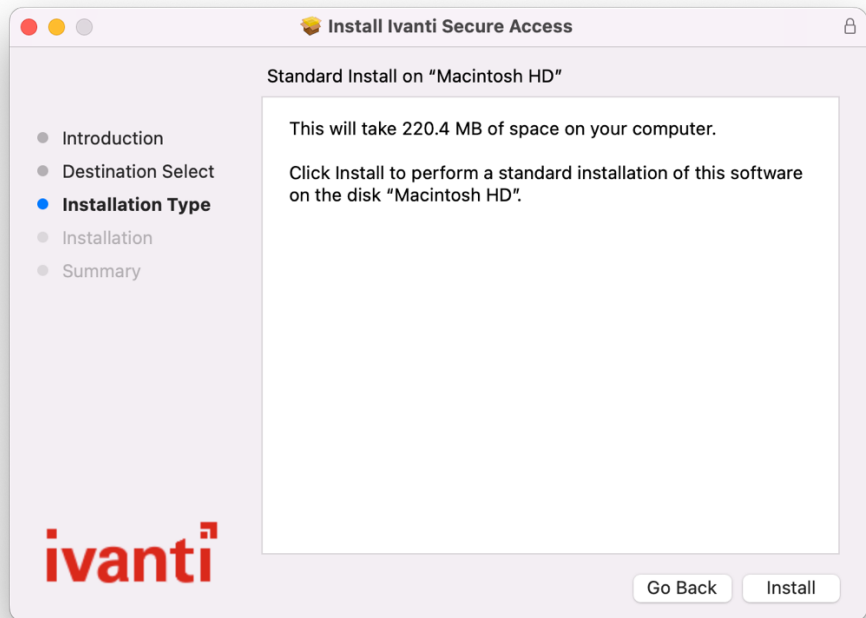 Install Ivanti Secure Access
Standard Install on “Macintosh HD”
Introduction
Destination Select
Installation Type
Installation
Summary
This will take 220.4 MB of space on your computer.
Click Install to perform a standard installation of this software
on the disk “Macintosh HD”.
ivanti
Go Back
Install